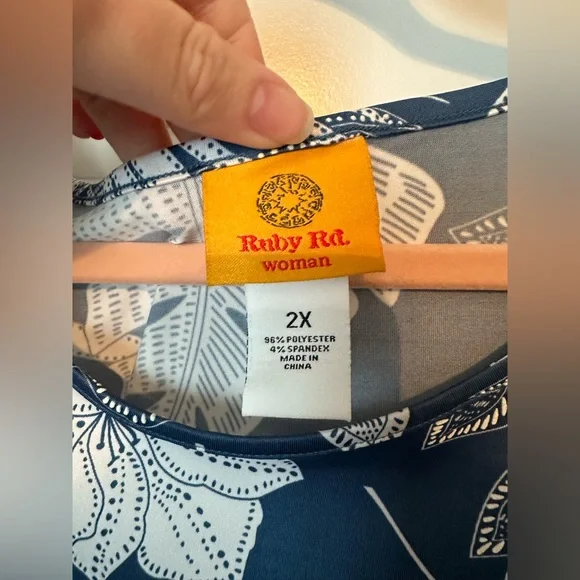 Ruby Rd.
woman
2X
96% POLYESTER
4% SPANDEX
MADE IN
CHINA